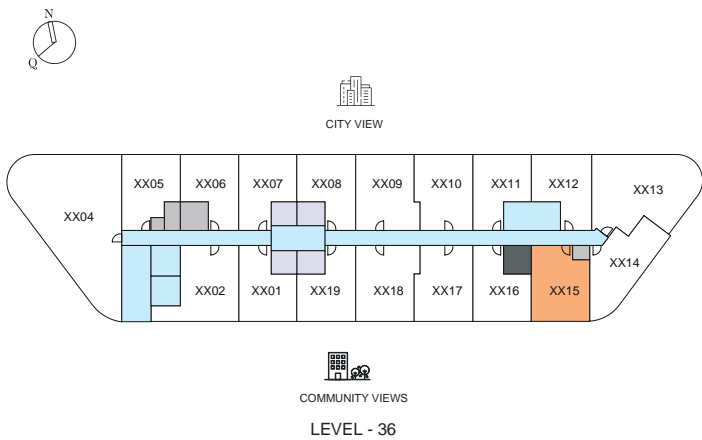 N
Q
CITY VIEW
XX05 XX06 XX07 XX08 XX09 XX10 XX11 XX12 XX13
XX04
XX14
XX02 XX01 XX19 XX18 XX17 XX16 XX15
COMMUNITY VIEWS
LEVEL - 36